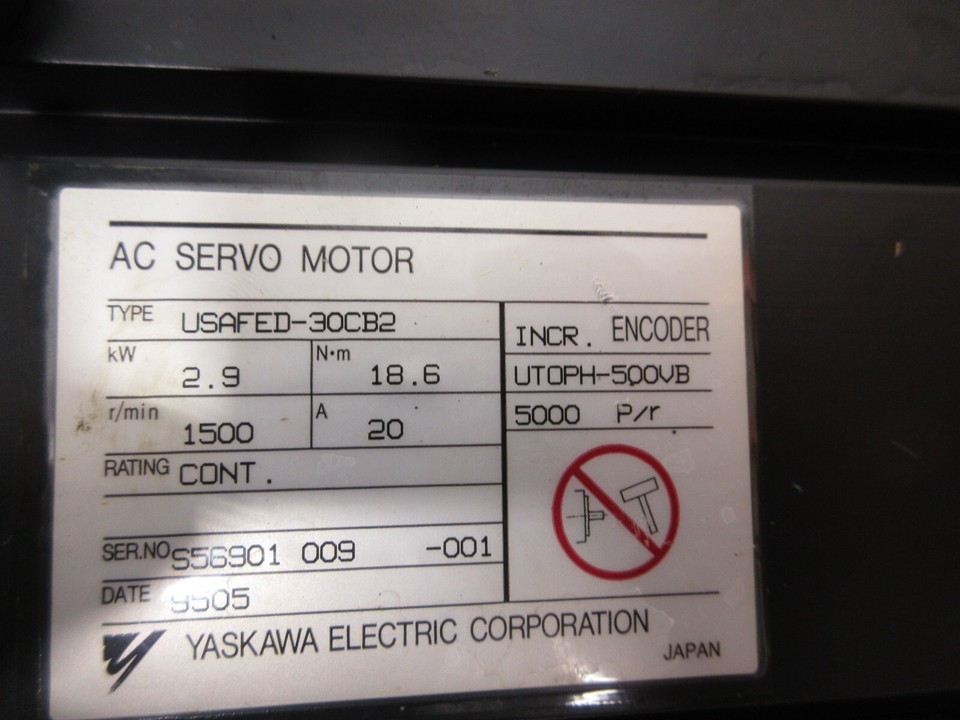 AC SERVO MOTOR
TYPE USAFED-30CB2
kW 2.9 N·m 18.6
r/min 1500 A 20
RATING CONT.
SER.NO S56901 009 -001
DATE 9505
INCR. ENCODER
UTOPH-500VB
5000 P/r
YASKAWA ELECTRIC CORPORATION
JAPAN